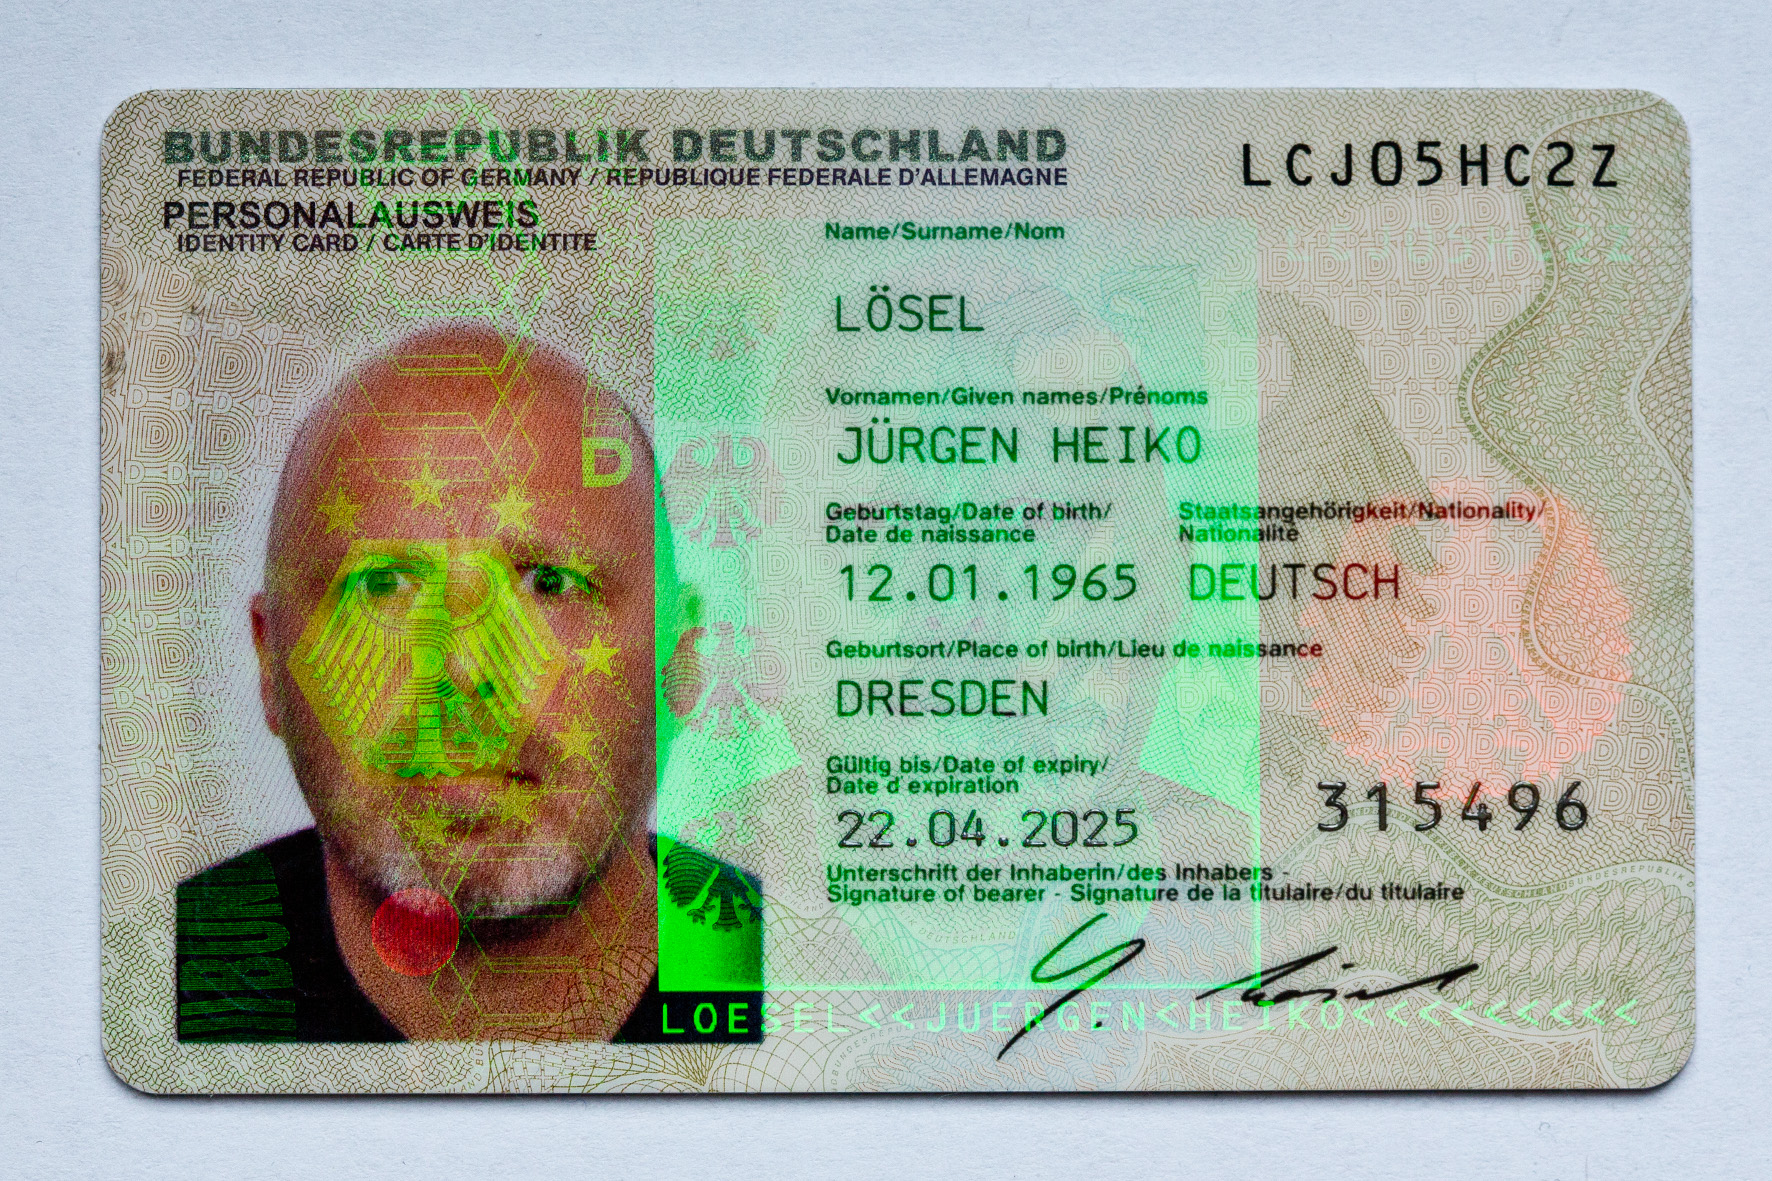 BUNDESREPUBLIK DEUTSCHLAND
FEDERAL REPUBLIC OF GERMANY / REPUBLIQUE FEDERALE D'ALLEMAGNE
PERSONALAUSWEIS
IDENTITY CARD / CARTE D'IDENTITE
LCJ05HC2Z
Name/Surname/Nom
LÖSEL
Vornamen/Given names/Prénoms
JÜRGEN HEIKO
Geburtstag/Date of birth/
Date de naissance
Staatsangehörigkeit/Nationality/
Nationalité
12.01.1965
DEUTSCH
Geburtsort/Place of birth/Lieu de naissance
DRESDEN
Gültig bis/Date of expiry/
Date d'expiration
22.04.2025
315496
Unterschrift der Inhaberin/des Inhabers -
Signature of bearer - Signature de la titulaire/du titulaire
D
LOESEL<<JUERGEN<HEIKO<<<<<<<<<